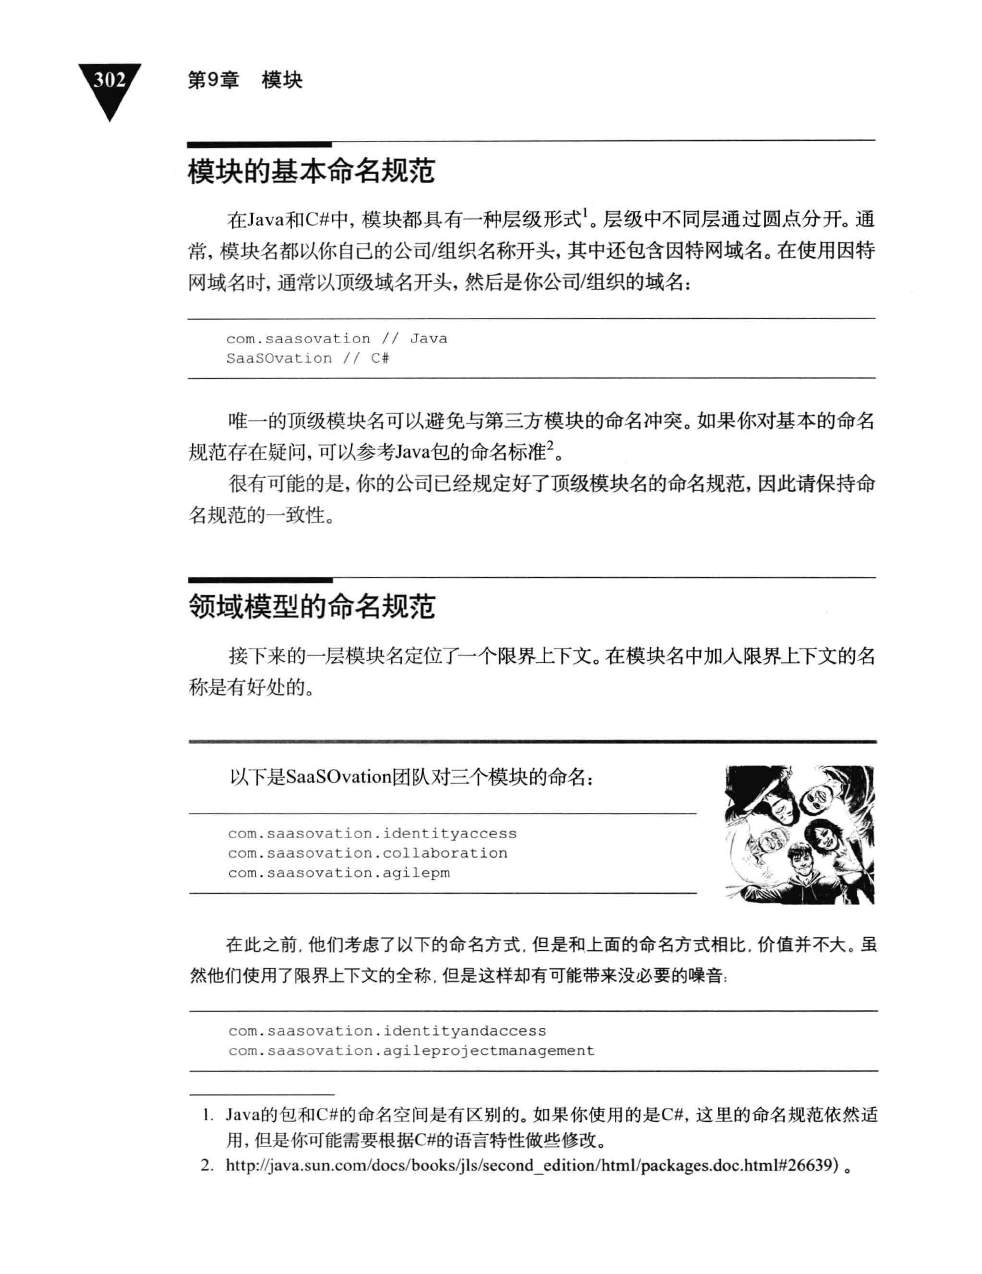 302
第9章 模块
模块的基本命名规范
在Java和C#中, 模块都具有一种层级形式1。层级中不同层通过圆点分开。通
常, 模块名都以你自己的公司/组织名称开头, 其中还包含因特网域名。在使用因特
网域名时, 通常以顶级域名开头, 然后是你公司/组织的域名:
com.saasovation // Java
SaaSOvation // C#
唯一的顶级模块名可以避免与第三方模块的命名冲突。如果你对基本的命名
规范存在疑问, 可以参考Java包的命名标准2。
很有可能的是, 你的公司已经规定好了顶级模块名的命名规范, 因此请保持命
名规范的一致性。
领域模型的命名规范
接下来的一层模块名定位了一个限界上下文。在模块名中加入限界上下文的名
称是有好处的。
以下是SaaSOvation团队对三个模块的命名:
com.saasovation.identityaccess
com.saasovation.collaboration
com.saasovation.agilepm
在此之前, 他们考虑了以下的命名方式, 但是和上面的命名方式相比, 价值并不大。虽
然他们使用了限界上下文的全称, 但是这样却有可能带来没必要的噪音:
com.saasovation.identityandaccess
com.saasovation.agileprojectmanagement
1. Java的包和C#的命名空间是有区别的。如果你使用的是C#, 这里的命名规范依然适
用, 但是你可能需要根据C#的语言特性做些修改。
2. http://java.sun.com/docs/books/jls/second_edition/html/packages.doc.html#26639) 。